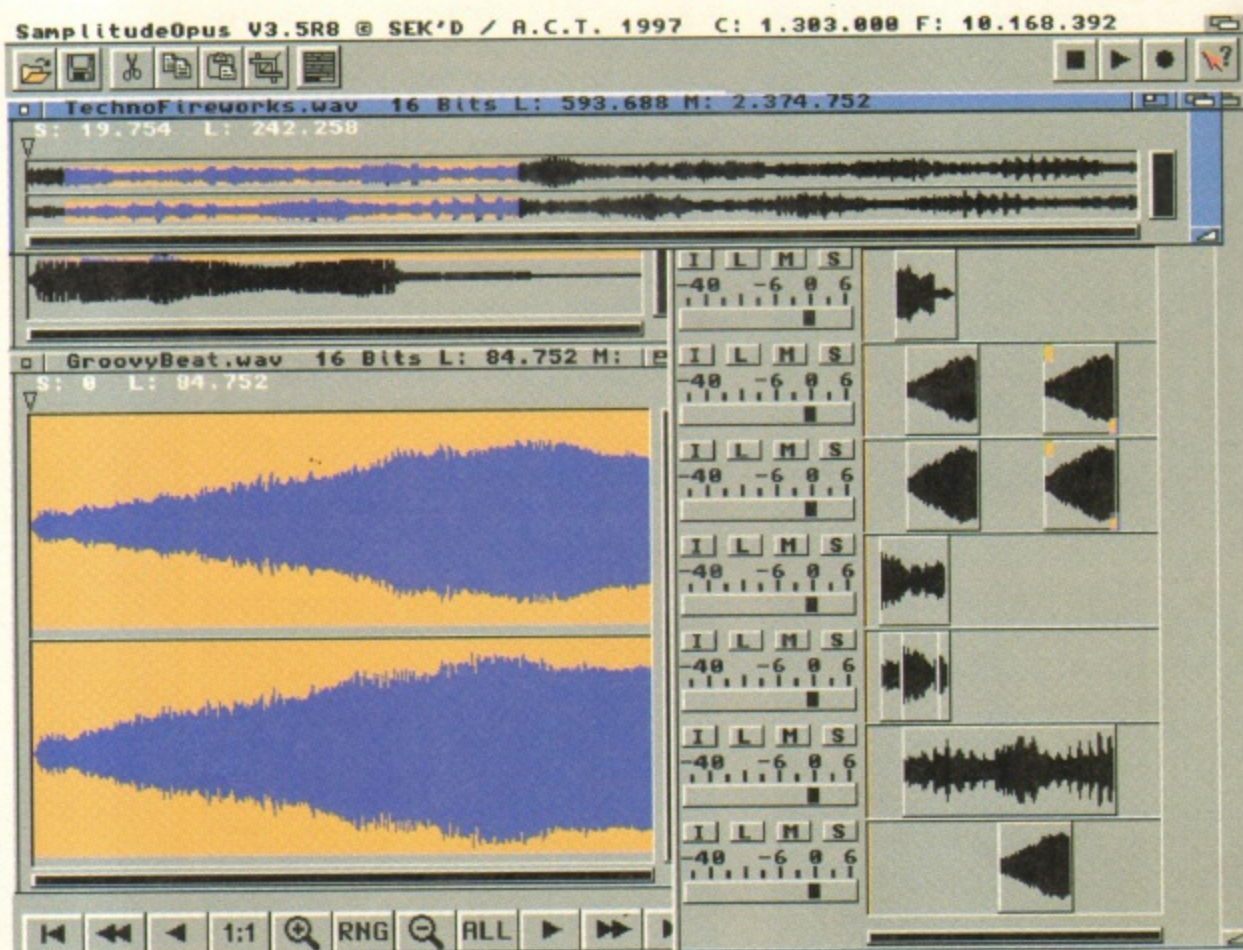 SamplitudeOpus V3.5R8 © SEK'D / A.C.T. 1997 C: 1.303.000 F: 10.168.392
TechnoFireworks.wav 16 Bits L: 593.688 M: 2.374.752
S: 19.754 L: 242.258
I L M S
-40 -6 0 6
GroovyBeat.wav 16 Bits L: 84.752 M:
S: 0 L: 84.752
I L M S
-40 -6 0 6
I L M S
-40 -6 0 6
I L M S
-40 -6 0 6
I L M S
-40 -6 0 6
I L M S
-40 -6 0 6
I L M S
-40 -6 0 6
1:1 RNG ALL